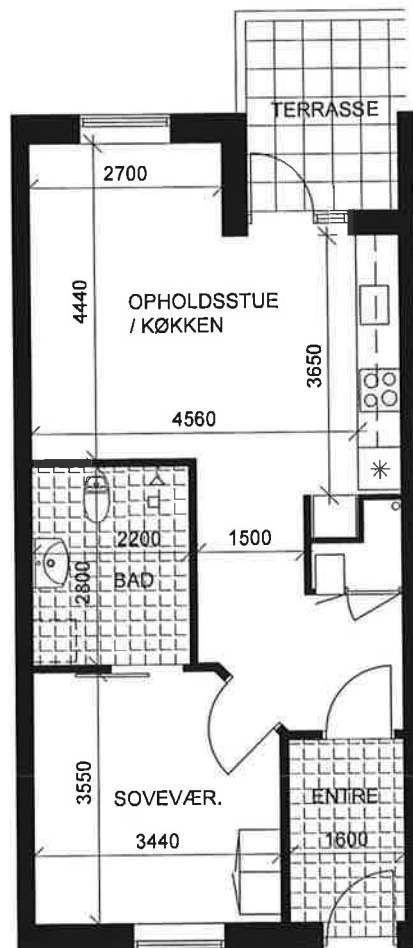 TERRASSE
2700
4440
OPHOLDSSTUE
/ KØKKEN
3650
4560
2200
1500
2800
BAD
3550
SOVEVÆR.
ENTRE
3440
1600